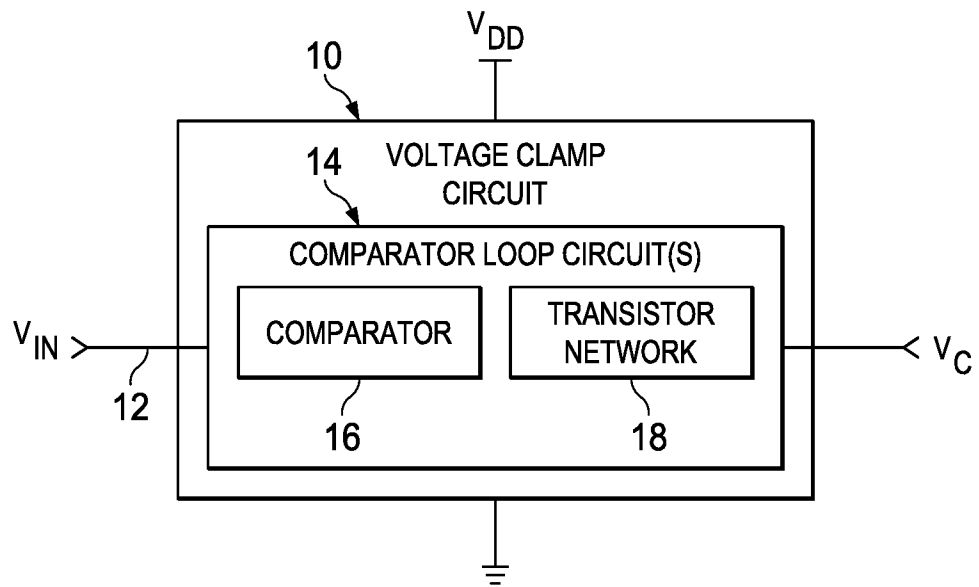 V_DD
10
VOLTAGE CLAMP
CIRCUIT
14
COMPARATOR LOOP CIRCUIT(S)
COMPARATOR
TRANSISTOR
NETWORK
V_IN
V_C
12
16
18